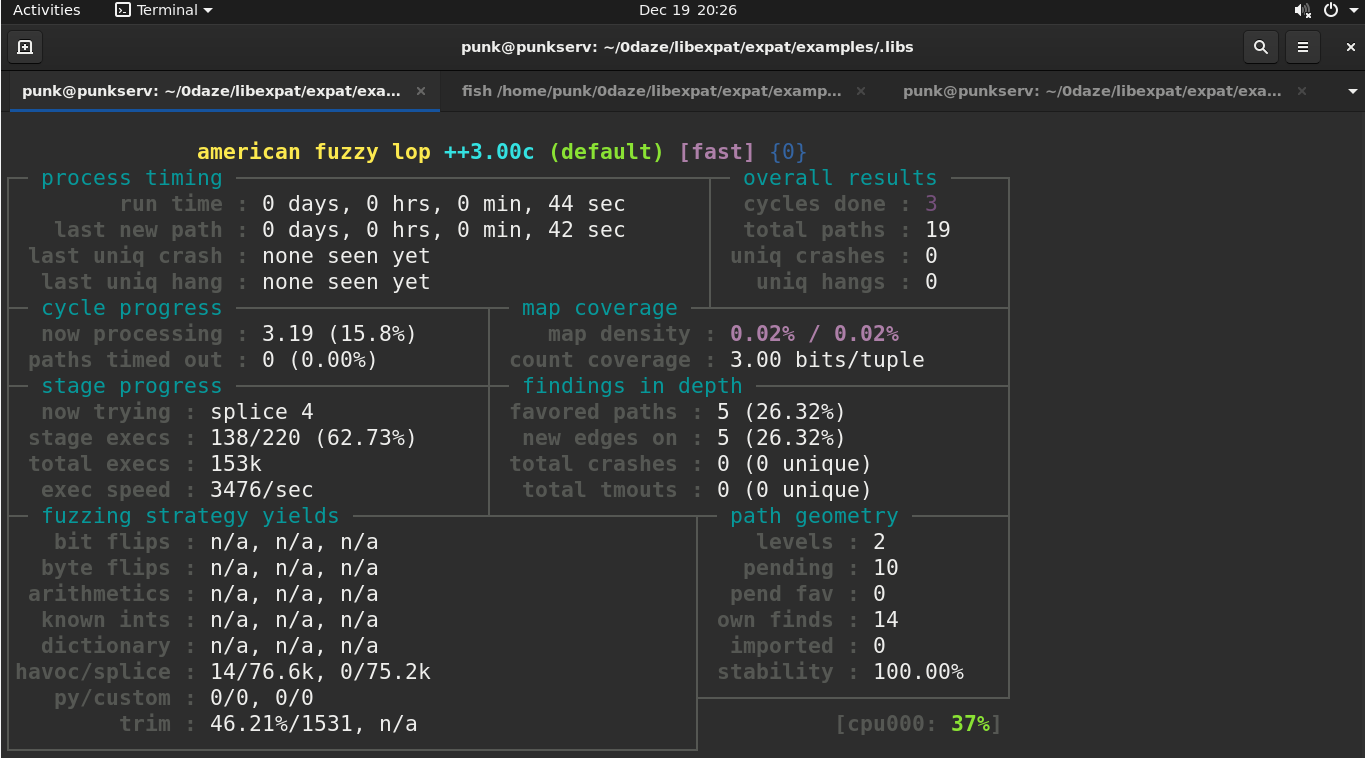 Activities Terminal Dec 19 20:26
punk@punkserv: ~/0daze/libexpat/expat/examples/.libs
punk@punkserv: ~/0daze/libexpat/expat/exa… × fish /home/punk/0daze/libexpat/expat/examp… × punk@punkserv: ~/0daze/libexpat/expat/exa… ×
american fuzzy lop ++3.00c (default) [fast] {0}
process timing overall results
run time : 0 days, 0 hrs, 0 min, 44 sec cycles done : 3
last new path : 0 days, 0 hrs, 0 min, 42 sec total paths : 19
last uniq crash : none seen yet uniq crashes : 0
last uniq hang : none seen yet uniq hangs : 0
cycle progress map coverage
now processing : 3.19 (15.8%) map density : 0.02% / 0.02%
paths timed out : 0 (0.00%) count coverage : 3.00 bits/tuple
stage progress findings in depth
now trying : splice 4 favored paths : 5 (26.32%)
stage execs : 138/220 (62.73%) new edges on : 5 (26.32%)
total execs : 153k total crashes : 0 (0 unique)
exec speed : 3476/sec total tmouts : 0 (0 unique)
fuzzing strategy yields path geometry
bit flips : n/a, n/a, n/a levels : 2
byte flips : n/a, n/a, n/a pending : 10
arithmetics : n/a, n/a, n/a pend fav : 0
known ints : n/a, n/a, n/a own finds : 14
dictionary : n/a, n/a, n/a imported : 0
havoc/splice : 14/76.6k, 0/75.2k stability : 100.00%
py/custom : 0/0, 0/0
trim : 46.21%/1531, n/a [cpu000: 37%]